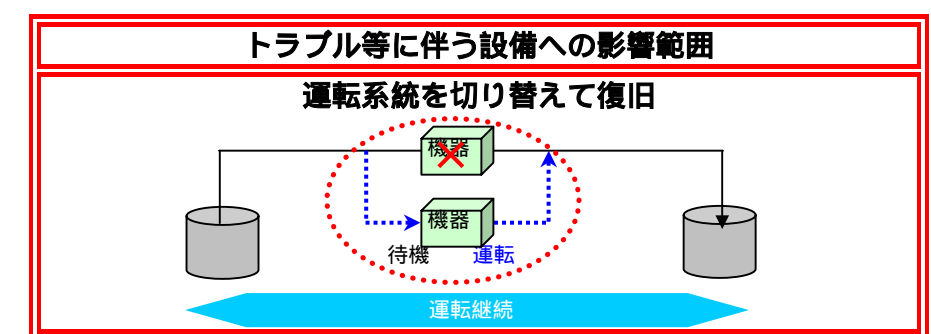 トラブル等に伴う設備への影響範囲
運転系統を切り替えて復旧
機器
機器
待機 運転
運転継続